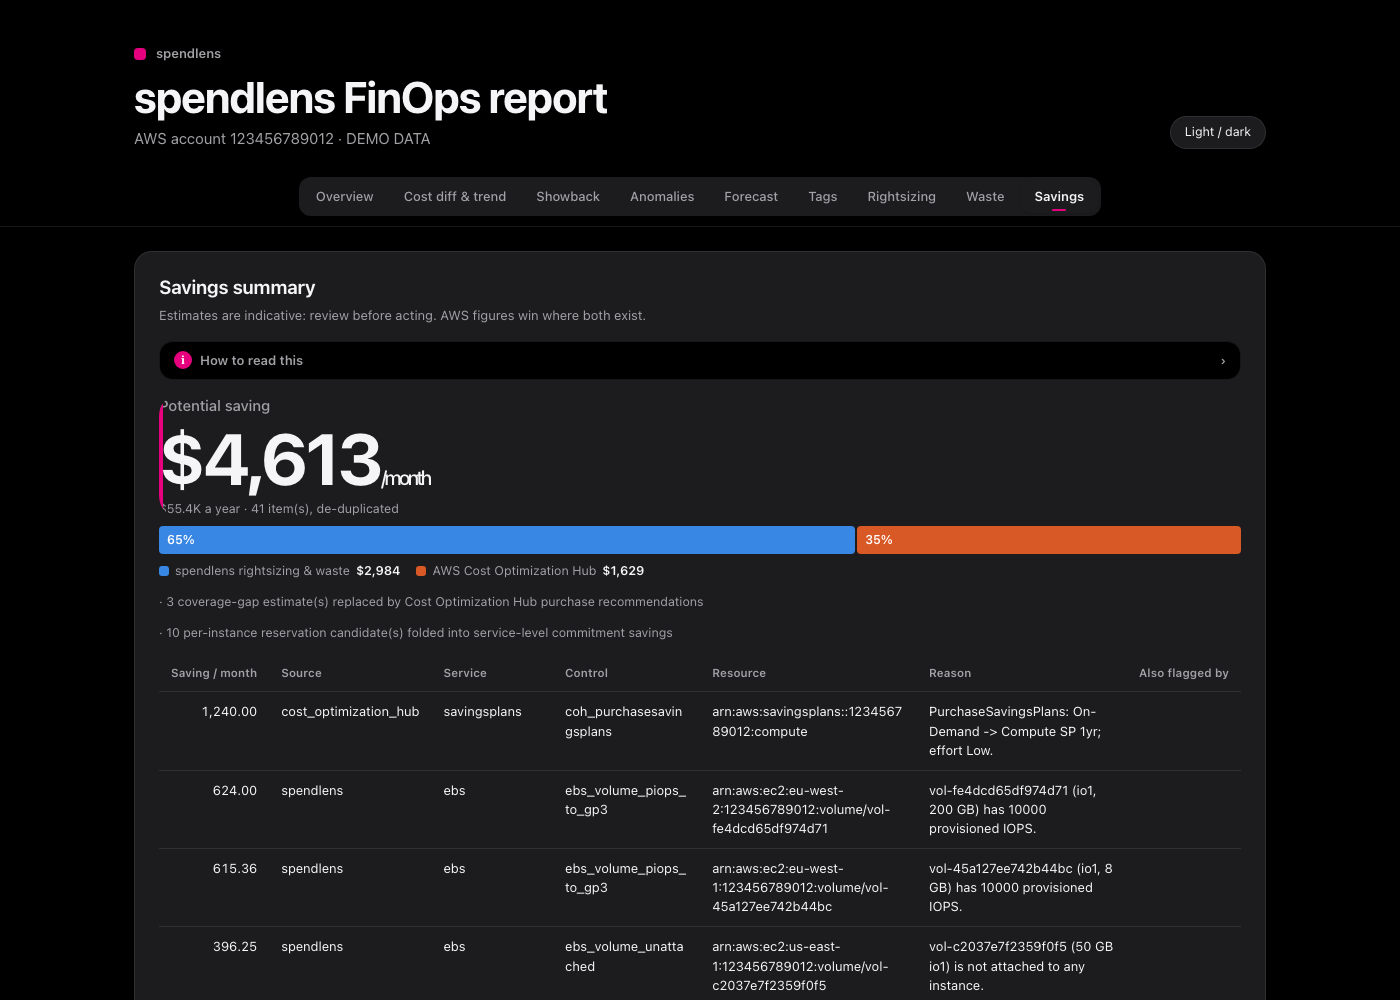 spendlens
spendlens FinOps report
AWS account 123456789012 · DEMO DATA
Light / dark
Overview Cost diff & trend Showback Anomalies Forecast Tags Rightsizing Waste Savings
Savings summary
Estimates are indicative: review before acting. AWS figures win where both exist.
i How to read this ›
Potential saving
$4,613/month
$55.4K a year · 41 item(s), de-duplicated
65% 35%
spendlens rightsizing & waste $2,984 AWS Cost Optimization Hub $1,629
· 3 coverage-gap estimate(s) replaced by Cost Optimization Hub purchase recommendations
· 10 per-instance reservation candidate(s) folded into service-level commitment savings
Saving / month Source Service Control Resource Reason Also flagged by
1,240.00 cost_optimization_hub savingsplans coh_purchasesavin arn:aws:savingsplans::1234567 PurchaseSavingsPlans: On-
gsplans 89012:compute Demand -> Compute SP 1yr;
effort Low.
624.00 spendlens ebs ebs_volume_piops_ arn:aws:ec2:eu-west- vol-fe4dcd65df974d71 (io1,
to_gp3 2:123456789012:volume/vol- 200 GB) has 10000
fe4dcd65df974d71 provisioned IOPS.
615.36 spendlens ebs ebs_volume_piops_ arn:aws:ec2:eu-west- vol-45a127ee742b44bc (io1, 8
to_gp3 1:123456789012:volume/vol- GB) has 10000 provisioned
45a127ee742b44bc IOPS.
396.25 spendlens ebs ebs_volume_unatta arn:aws:ec2:us-east- vol-c2037e7f2359f0f5 (50 GB
ched 1:123456789012:volume/vol- io1) is not attached to any
c2037e7f2359f0f5 instance.